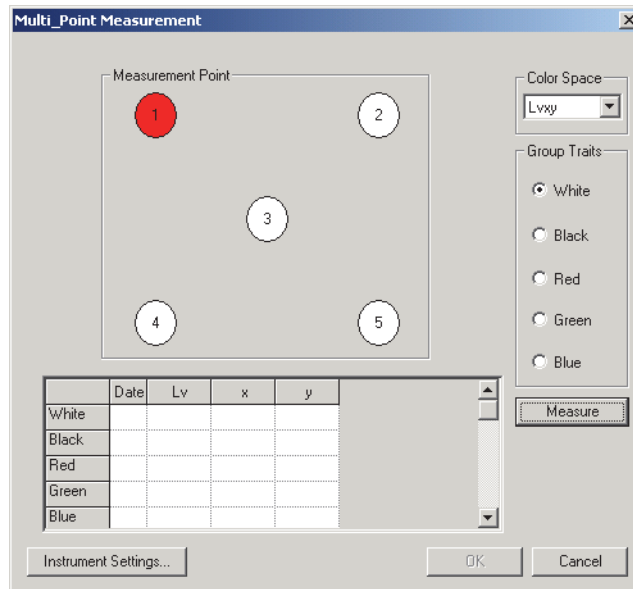 Multi_Point Measurement
Measurement Point
1
2
3
4
5
Color Space
Lvxy
Group Traits
White
Black
Red
Green
Blue
Measure
Date Lv x y
White
Black
Red
Green
Blue
Instrument Settings...
OK
Cancel